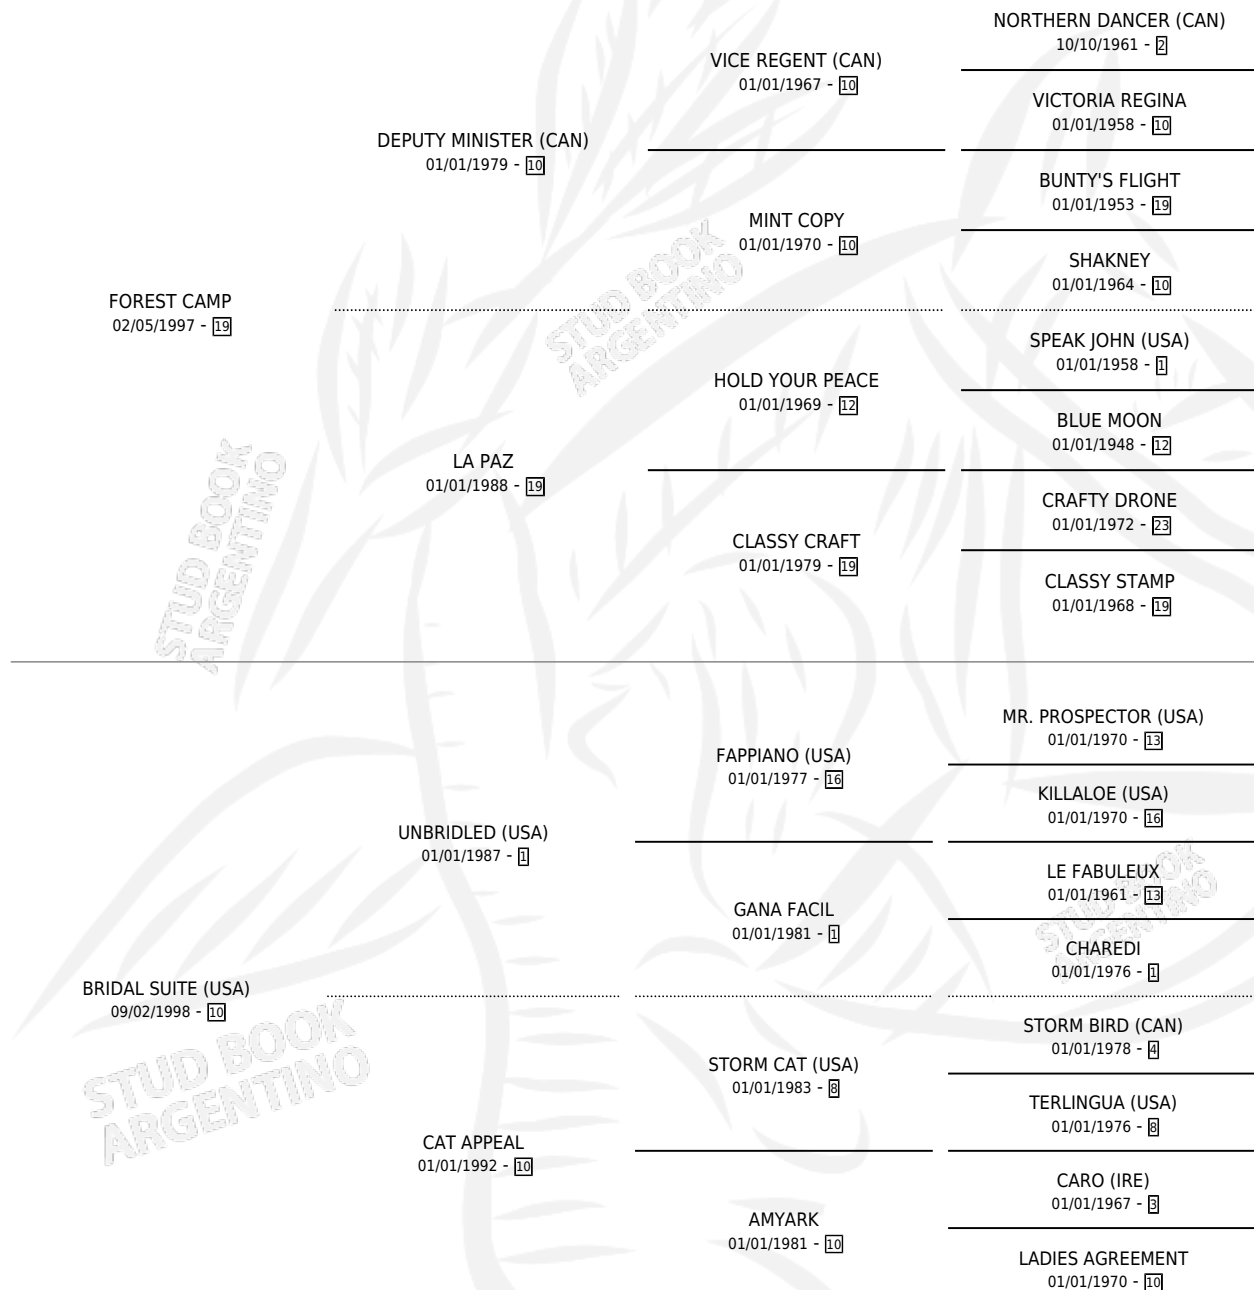 NORTHERN DANCER (CAN)
10/10/1961 - 2
VICE REGENT (CAN)
01/01/1967 - 10
VICTORIA REGINA
01/01/1958 - 10
DEPUTY MINISTER (CAN)
01/01/1979 - 10
BUNTY'S FLIGHT
01/01/1953 - 19
MINT COPY
01/01/1970 - 10
SHAKNEY
01/01/1964 - 10
FOREST CAMP
02/05/1997 - 19
SPEAK JOHN (USA)
01/01/1958 - 1
HOLD YOUR PEACE
01/01/1969 - 12
BLUE MOON
01/01/1948 - 12
LA PAZ
01/01/1988 - 19
CRAFTY DRONE
01/01/1972 - 23
CLASSY CRAFT
01/01/1979 - 19
CLASSY STAMP
01/01/1968 - 19
MR. PROSPECTOR (USA)
01/01/1970 - 13
FAPPIANO (USA)
01/01/1977 - 16
KILLALOE (USA)
01/01/1970 - 16
UNBRIDLED (USA)
01/01/1987 - 1
LE FABULEUX
01/01/1961 - 13
GANA FACIL
01/01/1981 - 1
CHAREDI
01/01/1976 - 1
BRIDAL SUITE (USA)
09/02/1998 - 10
STORM BIRD (CAN)
01/01/1978 - 4
STORM CAT (USA)
01/01/1983 - 8
TERLINGUA (USA)
01/01/1976 - 8
CAT APPEAL
01/01/1992 - 10
CARO (IRE)
01/01/1967 - 3
AMYARK
01/01/1981 - 10
LADIES AGREEMENT
01/01/1970 - 10
STUD BOOK
ARGENTINO
STUD BOOK
ARGENTINO
STUD BOOK
ARGENTINO
STUD BOOK
ARGENTINO